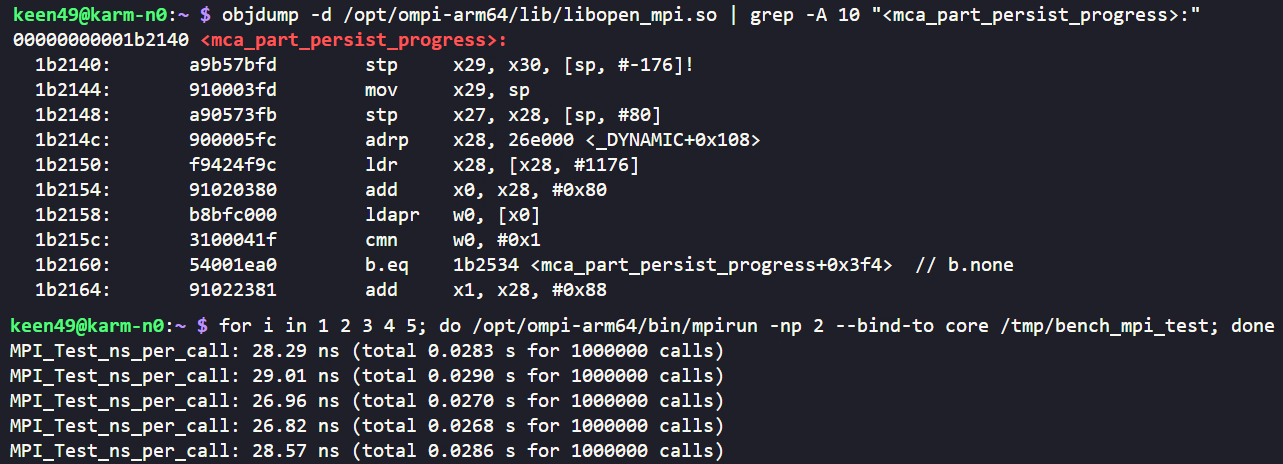 keen49@karm-n0:~ $ objdump -d /opt/ompi-arm64/lib/libopen_mpi.so | grep -A 10 "<mca_part_persist_progress>:"
00000000001b2140 <mca_part_persist_progress>:
  1b2140:	a9b57bfd 	stp	x29, x30, [sp, #-176]!
  1b2144:	910003fd 	mov	x29, sp
  1b2148:	a90573fb 	stp	x27, x28, [sp, #80]
  1b214c:	900005fc 	adrp	x28, 26e000 <_DYNAMIC+0x108>
  1b2150:	f9424f9c 	ldr	x28, [x28, #1176]
  1b2154:	91020380 	add	x0, x28, #0x80
  1b2158:	b8bfc000 	ldapr	w0, [x0]
  1b215c:	3100041f 	cmn	w0, #0x1
  1b2160:	54001ea0 	b.eq	1b2534 <mca_part_persist_progress+0x3f4>  // b.none
  1b2164:	91022381 	add	x1, x28, #0x88
keen49@karm-n0:~ $ for i in 1 2 3 4 5; do /opt/ompi-arm64/bin/mpirun -np 2 --bind-to core /tmp/bench_mpi_test; done
MPI_Test_ns_per_call: 28.29 ns (total 0.0283 s for 1000000 calls)
MPI_Test_ns_per_call: 29.01 ns (total 0.0290 s for 1000000 calls)
MPI_Test_ns_per_call: 26.96 ns (total 0.0270 s for 1000000 calls)
MPI_Test_ns_per_call: 26.82 ns (total 0.0268 s for 1000000 calls)
MPI_Test_ns_per_call: 28.57 ns (total 0.0286 s for 1000000 calls)